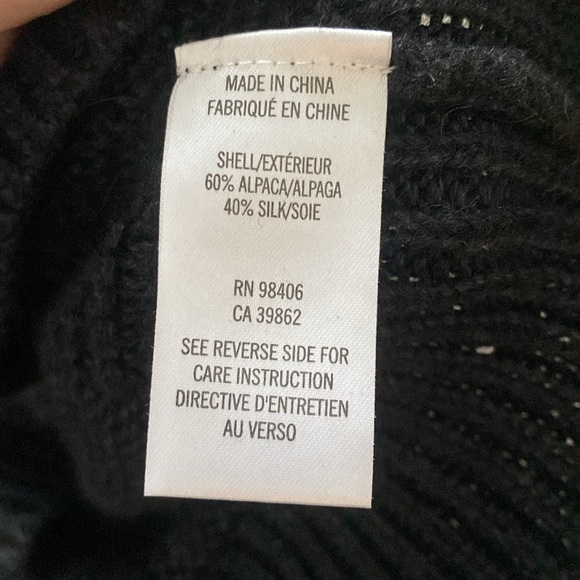 MADE IN CHINA
FABRIQUÉ EN CHINE
SHELL/EXTÉRIEUR
60% ALPACA/ALPAGA
40% SILK/SOIE
RN 98406
CA 39862
SEE REVERSE SIDE FOR
CARE INSTRUCTION
DIRECTIVE D'ENTRETIEN
AU VERSO